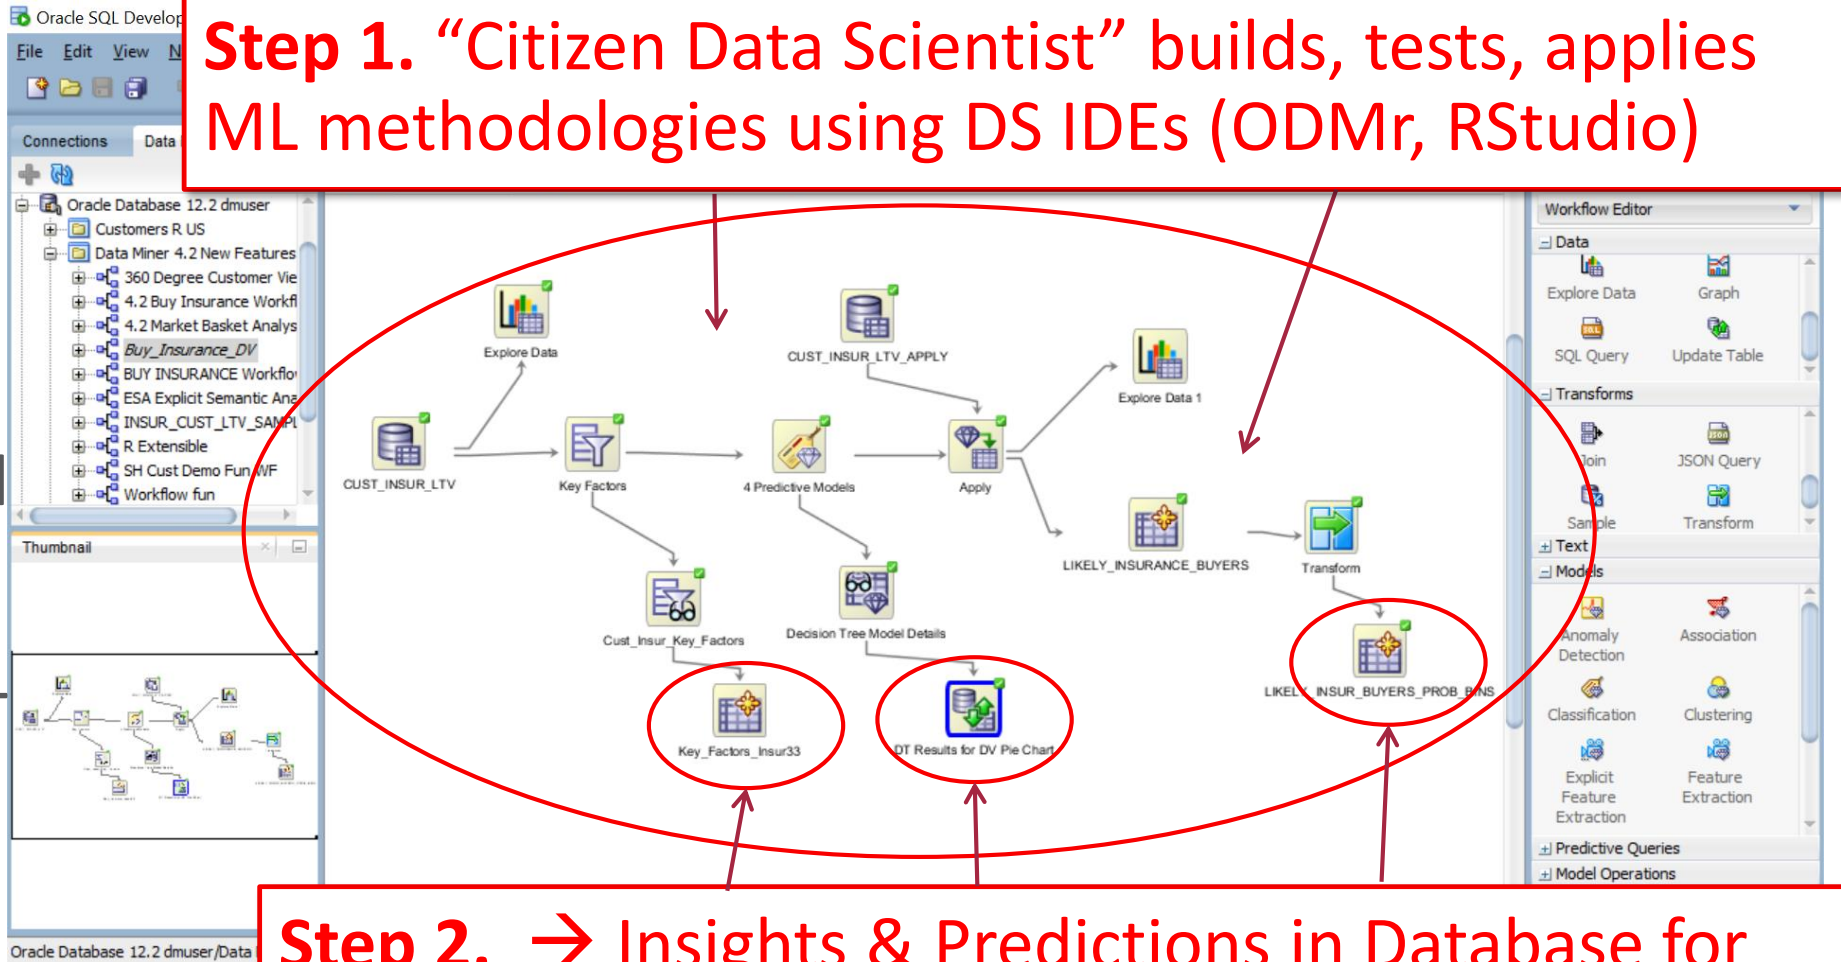 Oracle SQL Develop
File Edit View N
Step 1. “Citizen Data Scientist” builds, tests, applies
ML methodologies using DS IDEs (ODMr, RStudio)
Connections Data
Oracle Database 12.2 dmuser
Customers R US
Data Miner 4.2 New Features
360 Degree Customer Vie
4.2 Buy Insurance Workfl
4.2 Market Basket Analys
Buy_Insurance_DV
BUY INSURANCE Workflo
ESA Explicit Semantic Ana
INSUR_CUST_LTV_SAMPL
R Extensible
SH Cust Demo Fun WF
Workflow fun
Thumbnail
Oracle Database 12.2 dmuser/Data
Explore Data
CUST_INSUR_LTV_APPLY
Explore Data 1
CUST_INSUR_LTV
Key Factors
4 Predictive Models
Apply
LIKELY_INSURANCE_BUYERS
Transform
Cust_Insur_Key_Factors
Decision Tree Model Details
LIKELY_INSUR_BUYERS_PROB_BINS
Key_Factors_Insur33
DT Results for DV Pie Chart
Workflow Editor
Data
Explore Data
Graph
SQL Query
Update Table
Transforms
Join
JSON Query
Sample
Transform
Text
Models
Anomaly
Detection
Association
Classification
Clustering
Explicit
Feature
Extraction
Feature
Extraction
Predictive Queries
Model Operations
Step 2. → Insights & Predictions in Database for